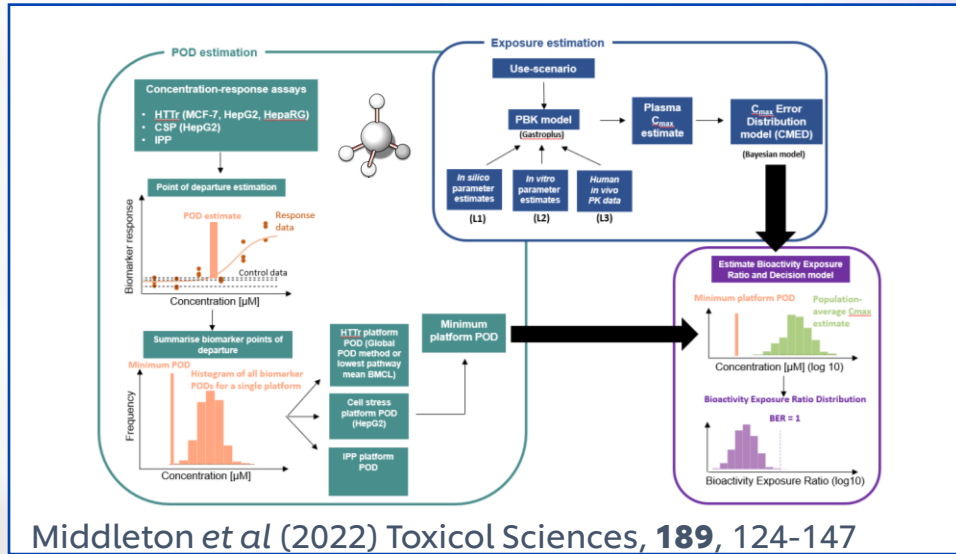 POD estimation
Concentration-response assays
• HTTr (MCF-7, HepG2, HepaRG)
• CSP (HepG2)
• IPP
Point of departure estimation
POD estimate
Response
data
Control data
Biomarker response
Concentration [µM]
Summarise biomarker points of
departure
Minimum POD
Histogram of all biomarker
PODs for a single platform
Frequency
Concentration [µM]
HTTr platform
POD (Global
POD method or
lowest pathway
mean BMCL)
Cell stress
platform POD
(HepG2)
IPP platform
POD
Minimum
platform POD
Exposure estimation
Use-scenario
PBK model
(Gastroplus)
Plasma
Cmax
estimate
Cmax Error
Distribution
model (CMED)
(Bayesian model)
In silico
parameter
estimates
(L1)
In vitro
parameter
estimates
(L2)
Human
in vivo
PK data
(L3)
Estimate Bioactivity Exposure
Ratio and Decision model
Minimum platform POD
Population-
average Cmax
estimate
Concentration [µM] (log 10)
Bioactivity Exposure Ratio Distribution
BER = 1
Bioactivity Exposure Ratio (log10)
Middleton et al (2022) Toxicol Sciences, 189, 124-147